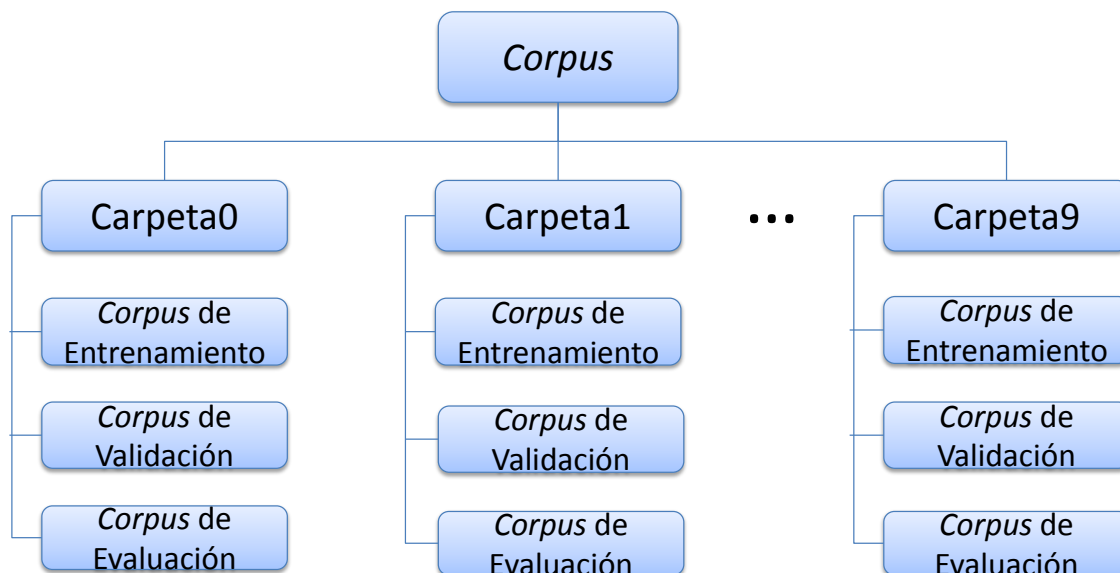 Corpus
Carpeta0
Carpeta1
...
Carpeta9
Corpus de
Entrenamiento
Corpus de
Validación
Corpus de
Evaluación
Corpus de
Entrenamiento
Corpus de
Validación
Corpus de
Evaluación
Corpus de
Entrenamiento
Corpus de
Validación
Corpus de
Evaluación